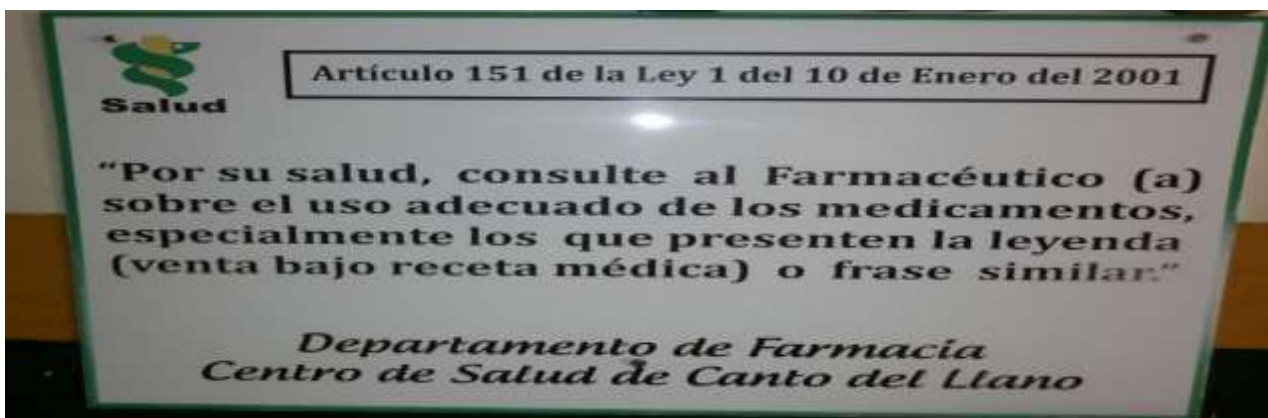 Salud
Artículo 151 de la Ley 1 del 10 de Enero del 2001
"Por su salud, consulte al Farmacéutico (a)
sobre el uso adecuado de los medicamentos,
especialmente los que presenten la leyenda
(venta bajo receta médica) o frase similar."
Departamento de Farmacia
Centro de Salud de Canto del Llano